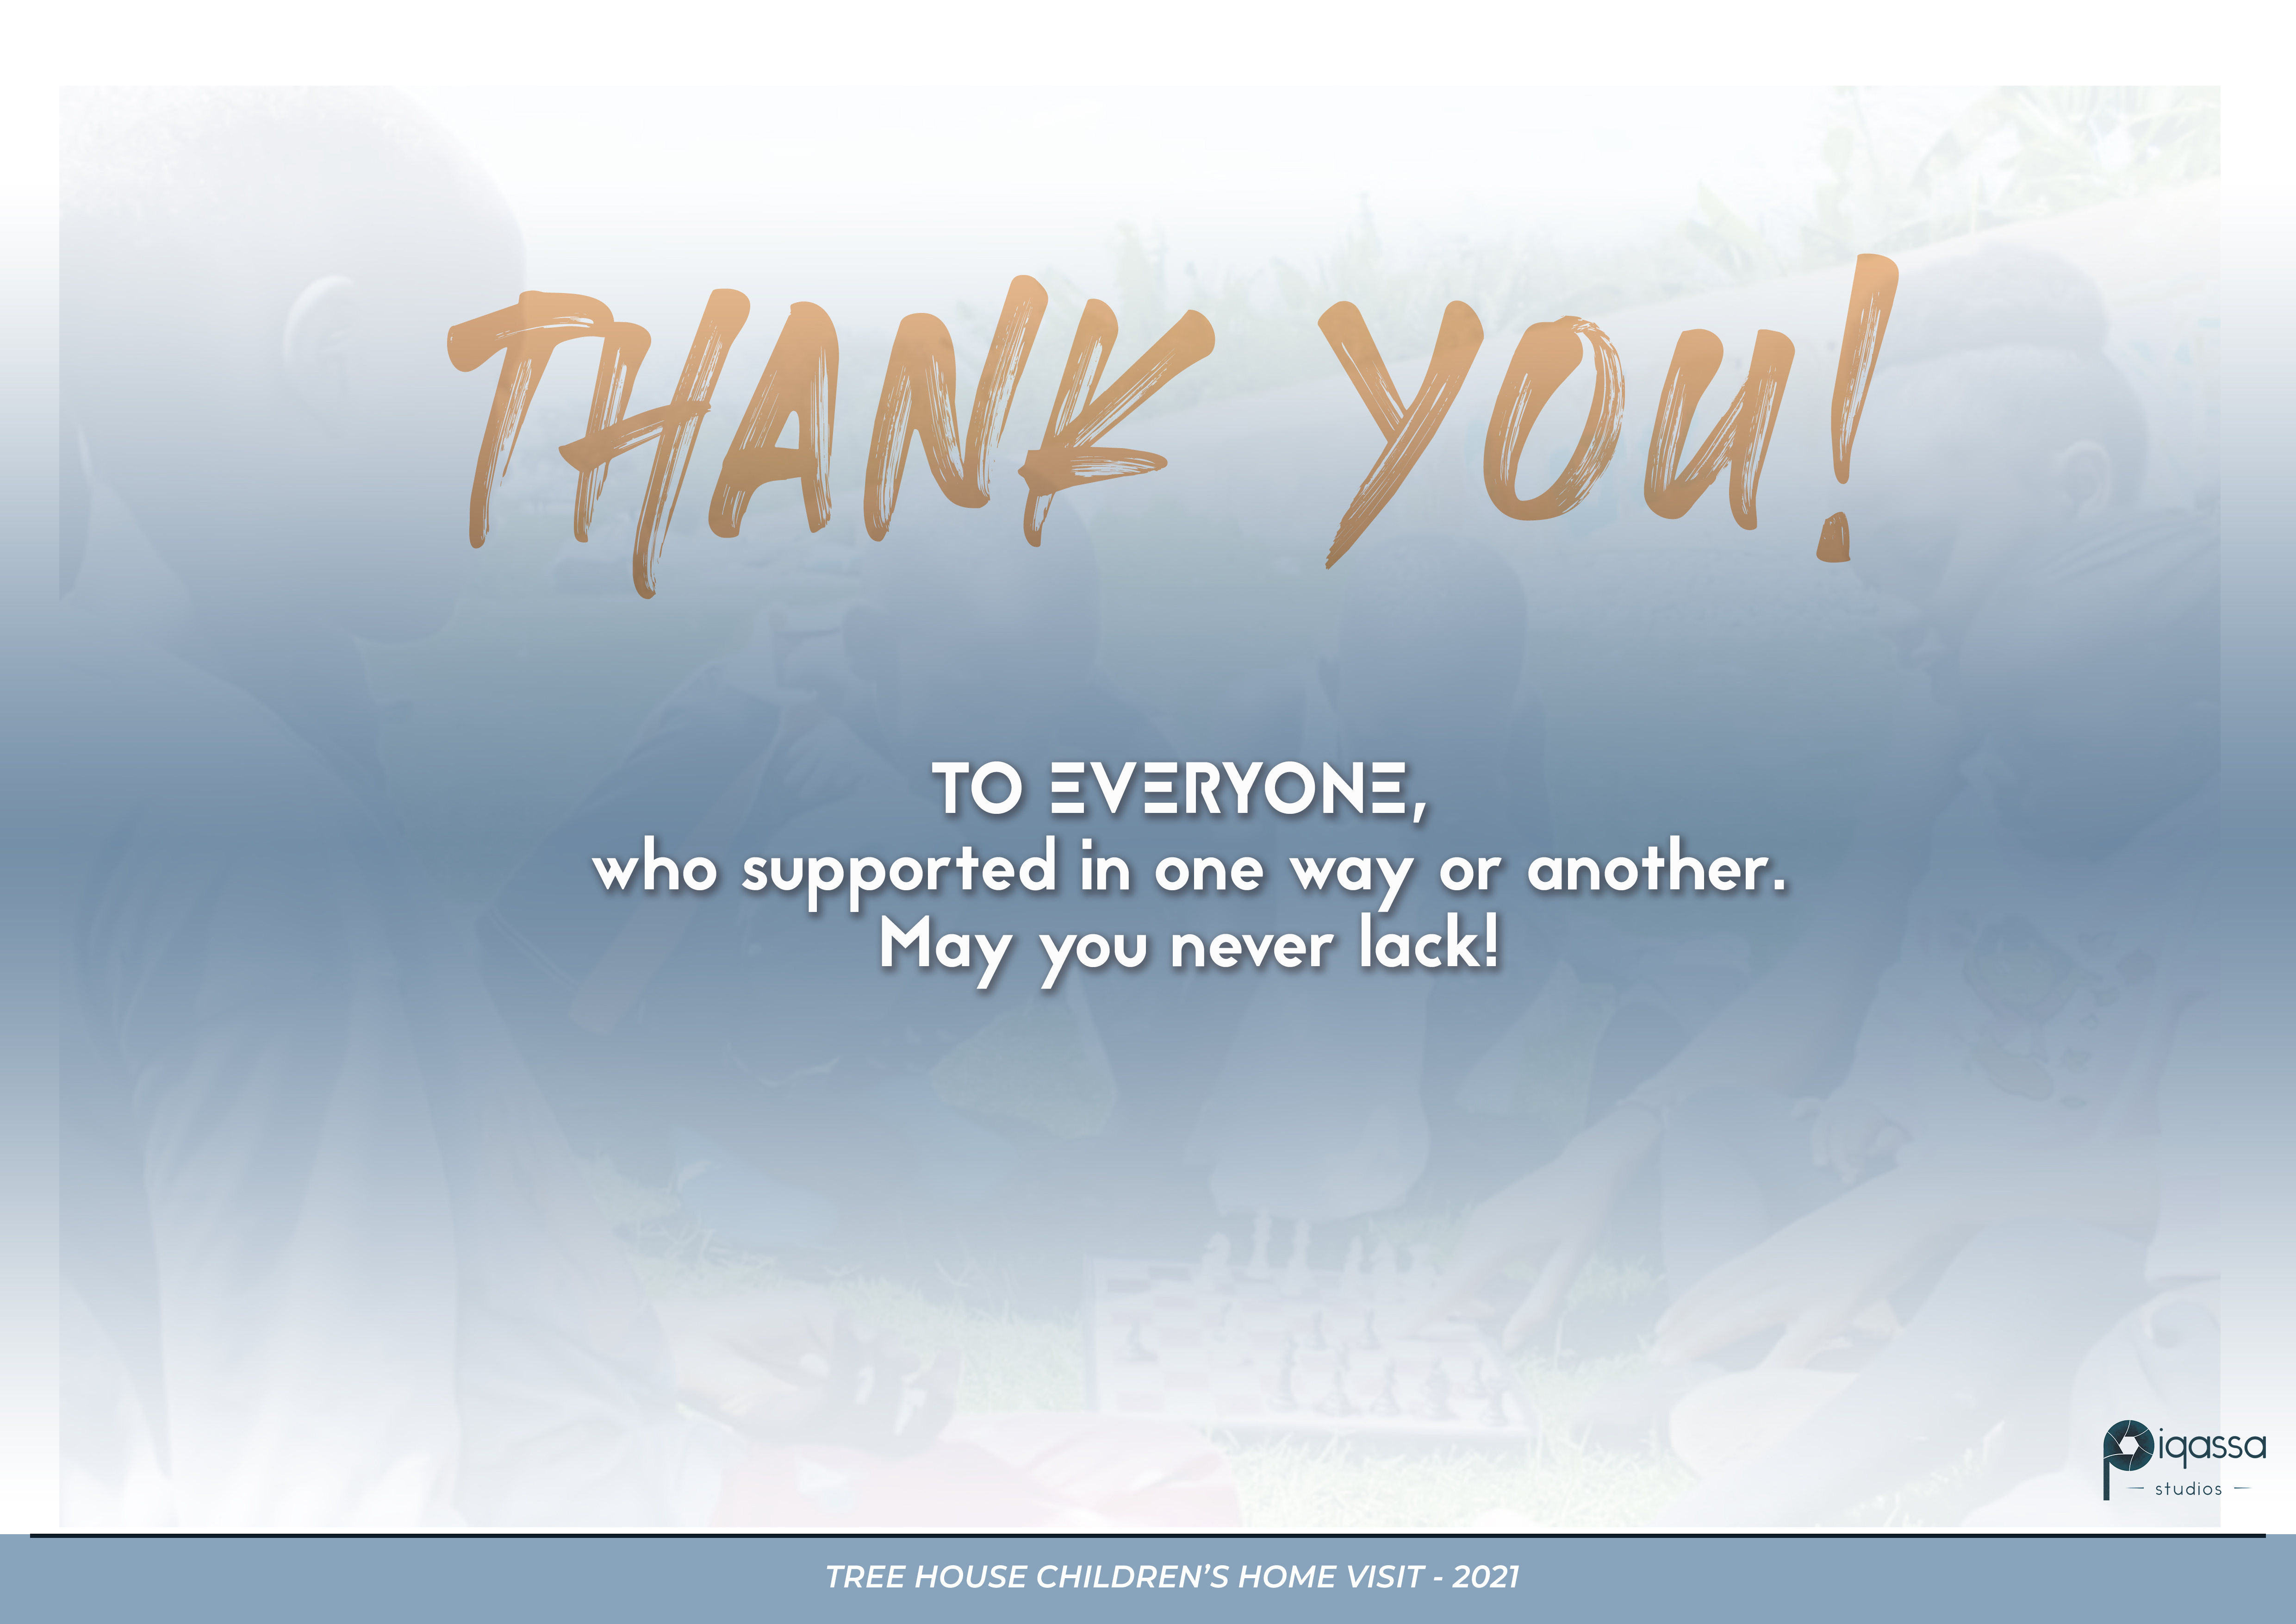 THANK YOU!
TO EVERYONE,
who supported in one way or another.
May you never lack!
piqassa
studios
TREE HOUSE CHILDREN'S HOME VISIT - 2021